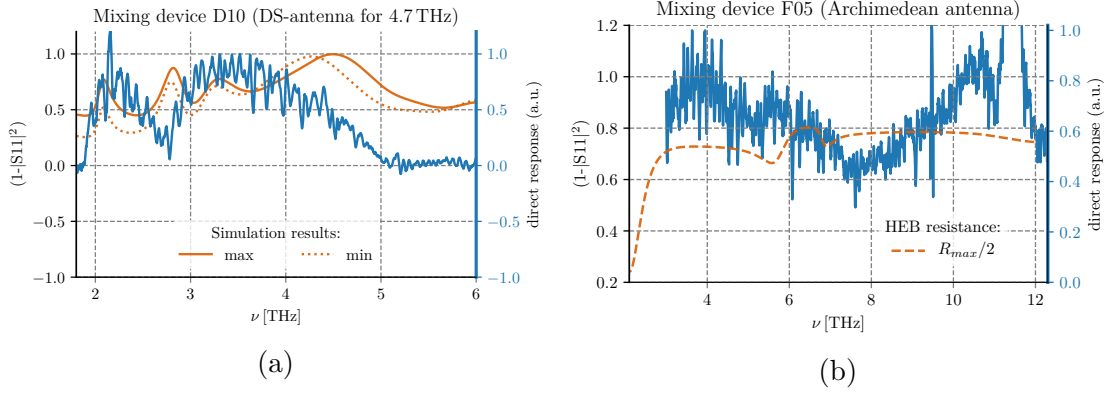 Mixing device D10 (DS-antenna for 4.7 THz)
1.0
0.5
0.0
−0.5
−1.0
(1-|S11|²)
1.0
0.5
0.0
−0.5
−1.0
direct response (a.u.)
Simulation results:
max
min
2
3
4
5
6
ν [THz]
(a)
Mixing device F05 (Archimedean antenna)
1.2
1.0
0.8
0.6
0.4
0.2
(1-|S11|²)
1.0
0.8
0.6
0.4
0.2
0.0
direct response (a.u.)
HEB resistance:
R_max/2
4
6
8
10
12
ν [THz]
(b)